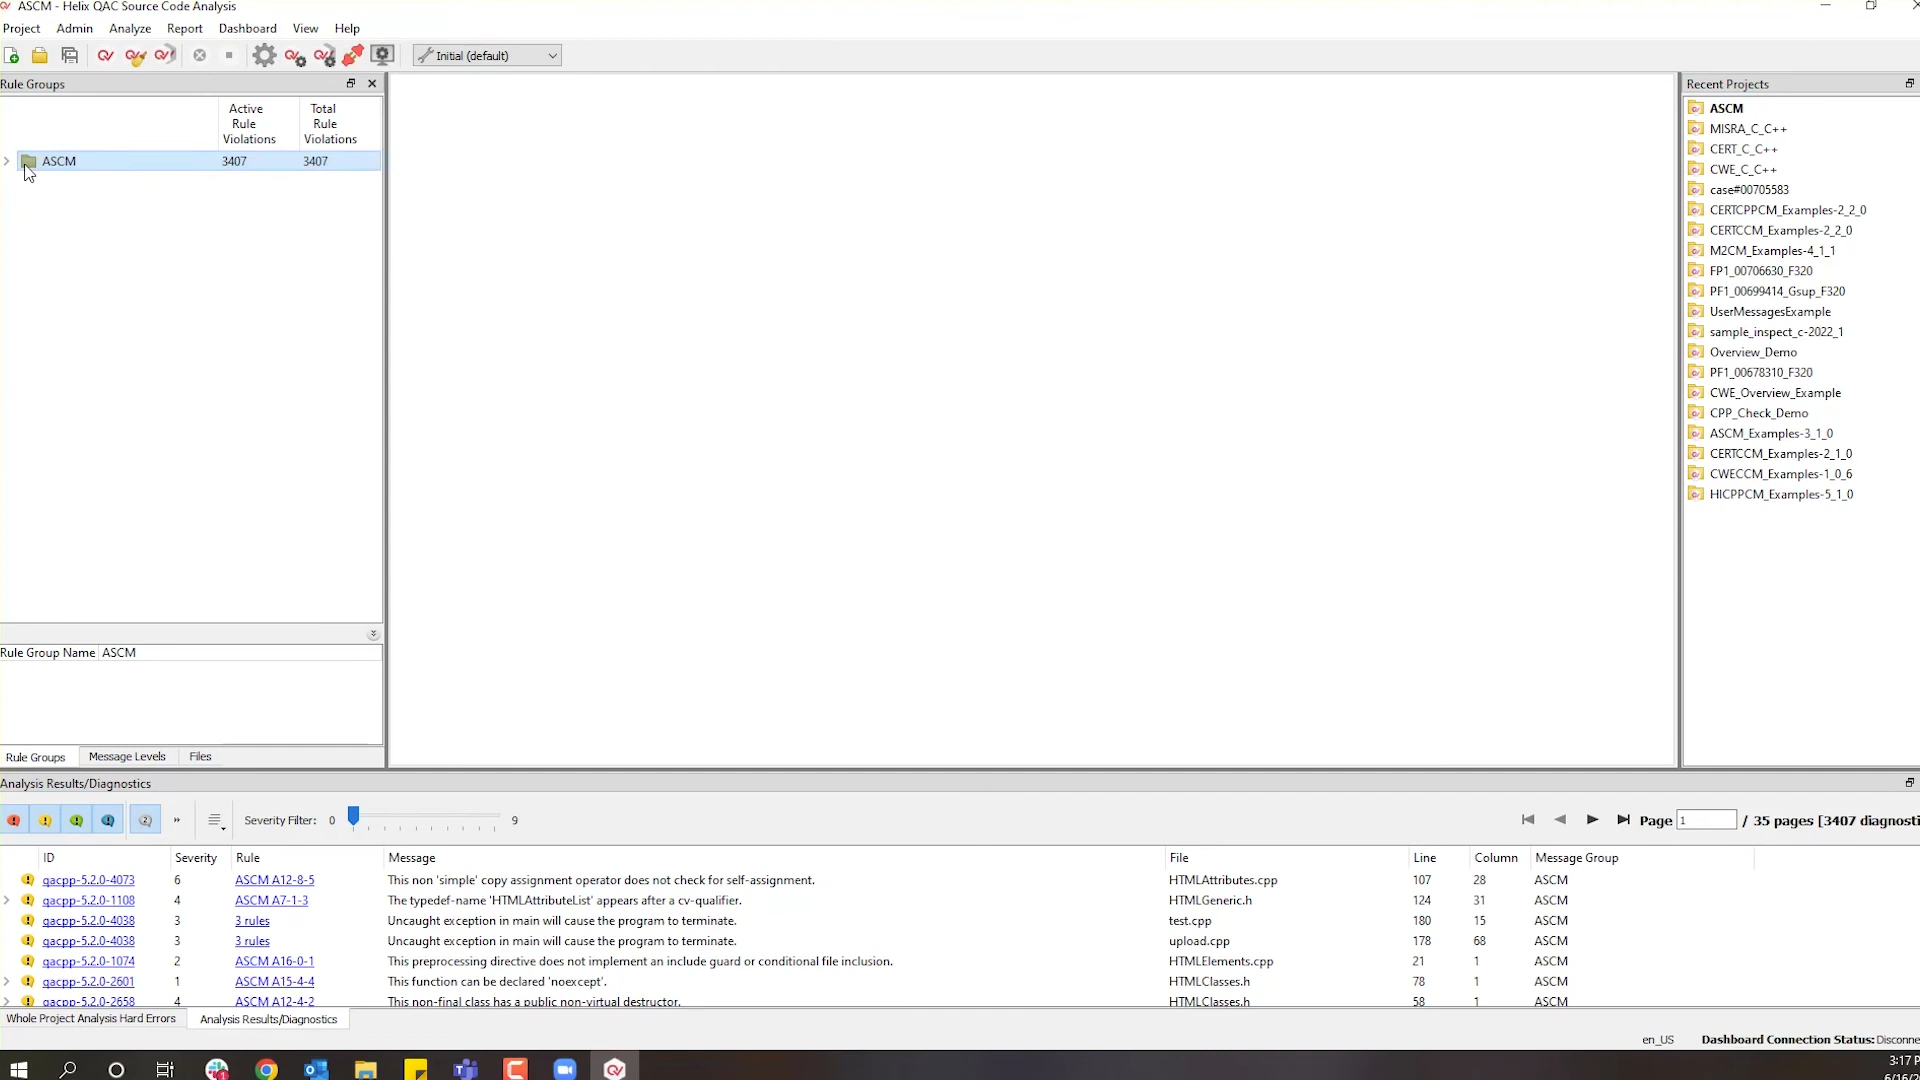 ASCM - Helix QAC Source Code Analysis
Project Admin Analyze Report Dashboard View Help
Initial (default)
Rule Groups
Active Rule Violations
Total Rule Violations
ASCM 3407 3407
Rule Group Name ASCM
Rule Groups Message Levels Files
Recent Projects
ASCM
MISRA_C_C++
CERT_C_C++
CWE_C_C++
case#00705583
CERTCPPCM_Examples-2_2_0
CERTCCM_Examples-2_2_0
M2CM_Examples-4_1_1
FP1_00706630_F320
PF1_00699414_Gsup_F320
UserMessagesExample
sample_inspect_c-2022_1
Overview_Demo
PF1_00678310_F320
CWE_Overview_Example
CPP_Check_Demo
ASCM_Examples-3_1_0
CERTCCM_Examples-2_1_0
CWECCM_Examples-1_0_6
HICPPCM_Examples-5_1_0
Analysis Results/Diagnostics
Severity Filter: 0 9
Page 1 / 35 pages [3407 diagnosti
ID Severity Rule Message File Line Column Message Group
qacpp-5.2.0-4073 6 ASCM A12-8-5 This non 'simple' copy assignment operator does not check for self-assignment. HTMLAttributes.cpp 107 28 ASCM
qacpp-5.2.0-1108 4 ASCM A7-1-3 The typedef-name 'HTMLAttributeList' appears after a cv-qualifier. HTMLGeneric.h 124 31 ASCM
qacpp-5.2.0-4038 3 3 rules Uncaught exception in main will cause the program to terminate. test.cpp 180 15 ASCM
qacpp-5.2.0-4038 3 3 rules Uncaught exception in main will cause the program to terminate. upload.cpp 178 68 ASCM
qacpp-5.2.0-1074 2 ASCM A16-0-1 This preprocessing directive does not implement an include guard or conditional file inclusion. HTMLElements.cpp 21 1 ASCM
qacpp-5.2.0-2601 1 ASCM A15-4-4 This function can be declared 'noexcept'. HTMLClasses.h 78 1 ASCM
qacpp-5.2.0-2658 4 ASCM A12-4-2 This non-final class has a public non-virtual destructor. HTMLClasses.h 58 1 ASCM
Whole Project Analysis Hard Errors Analysis Results/Diagnostics
en_US Dashboard Connection Status: Disconne
3:17 P
6/16/2